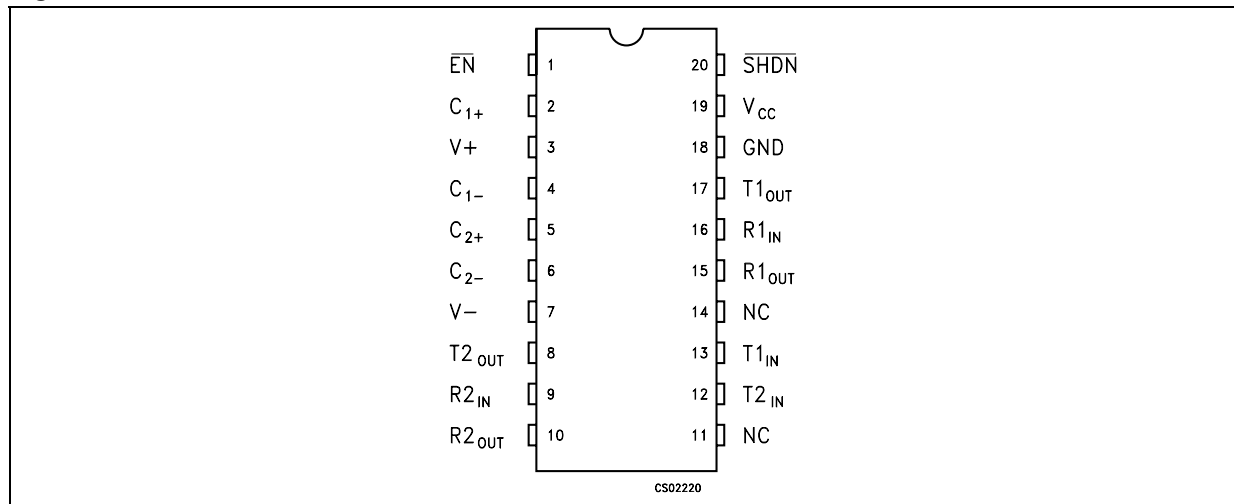 EN 1 20 SHDN
C1+ 2 19 VCC
V+ 3 18 GND
C1- 4 17 T1OUT
C2+ 5 16 R1IN
C2- 6 15 R1OUT
V- 7 14 NC
T2OUT 8 13 T1IN
R2IN 9 12 T2IN
R2OUT 10 11 NC
CS02220